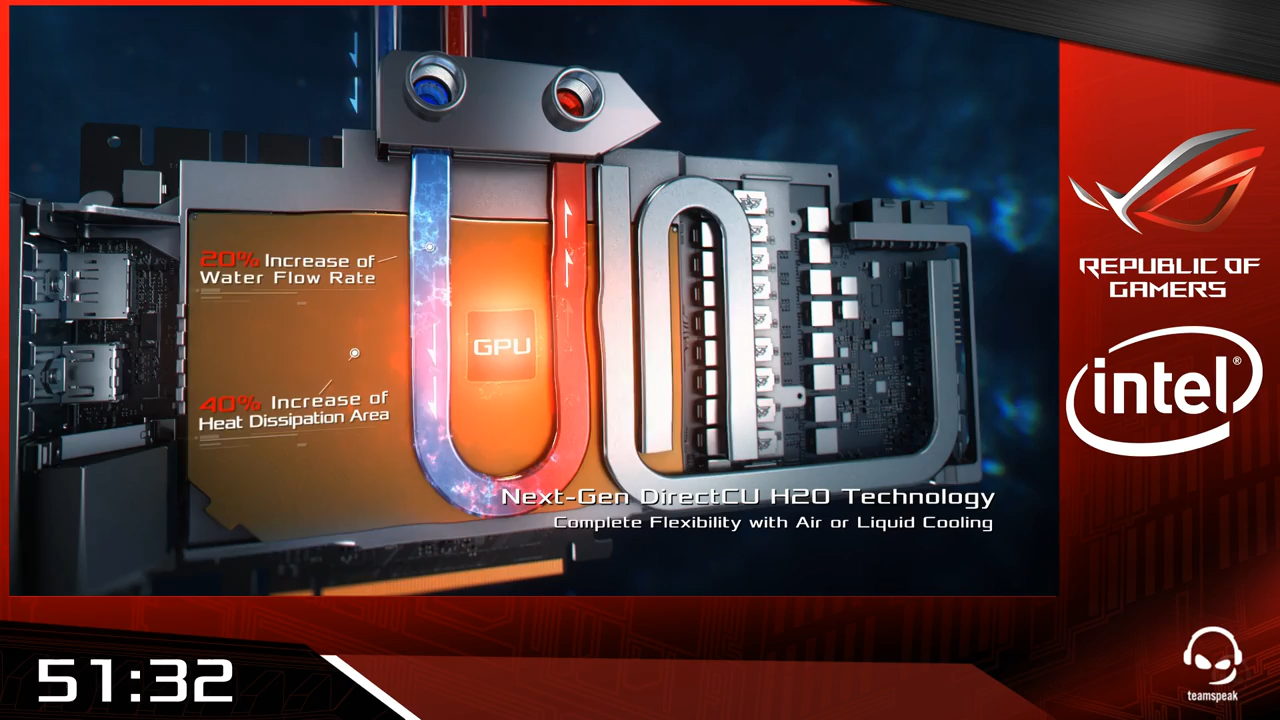 20% Increase of
Water Flow Rate
GPU
40% Increase of
Heat Dissipation Area
Next-Gen DirectCU H2O Technology
Complete Flexibility with Air or Liquid Cooling
REPUBLIC OF
GAMERS
intel®
51:32
teamspeak